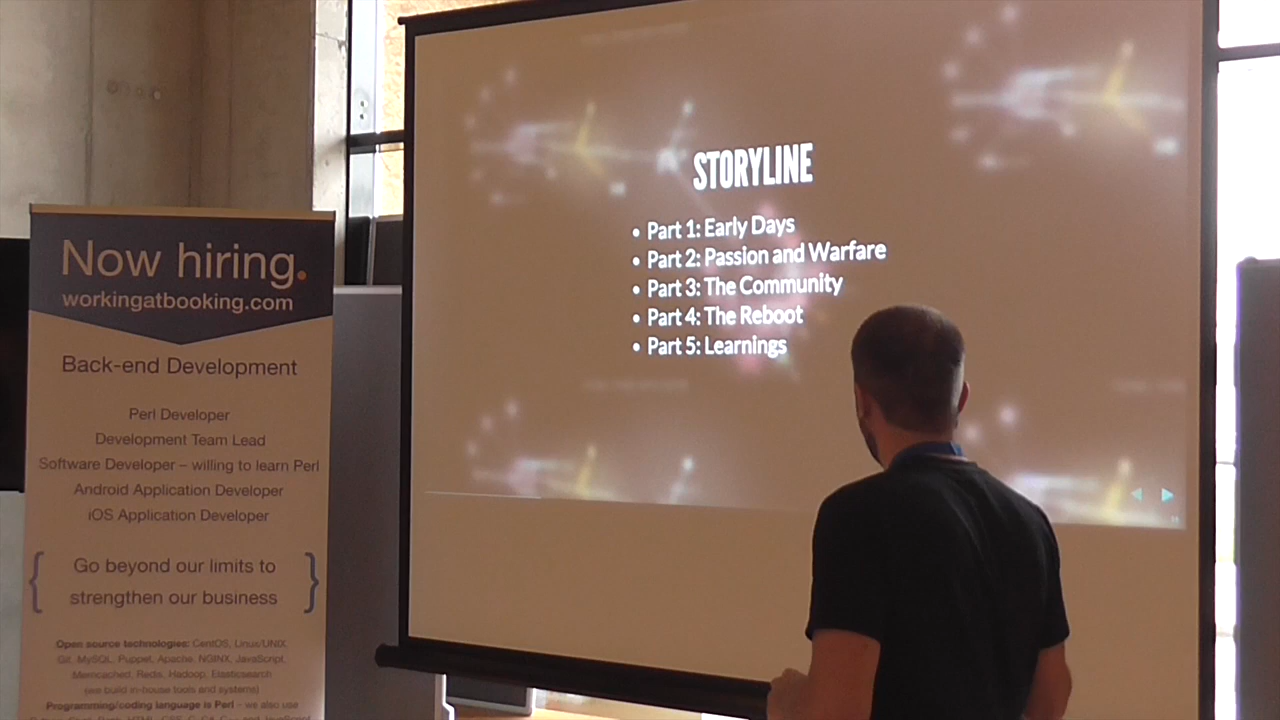 Now hiring.
workingatbooking.com
Back-end Development
Perl Developer
Development Team Lead
Software Developer – willing to learn Perl
Android Application Developer
iOS Application Developer
{ Go beyond our limits to
strengthen our business }
Open source technologies: CentOS, Linux/UNIX,
Git, MySQL, Puppet, Apache, NGINX, JavaScript,
Memcached, Redis, Hadoop, Elasticsearch
(we build in-house tools and systems)
Programming/coding language is Perl – we also use
STORYLINE
• Part 1: Early Days
• Part 2: Passion and Warfare
• Part 3: The Community
• Part 4: The Reboot
• Part 5: Learnings